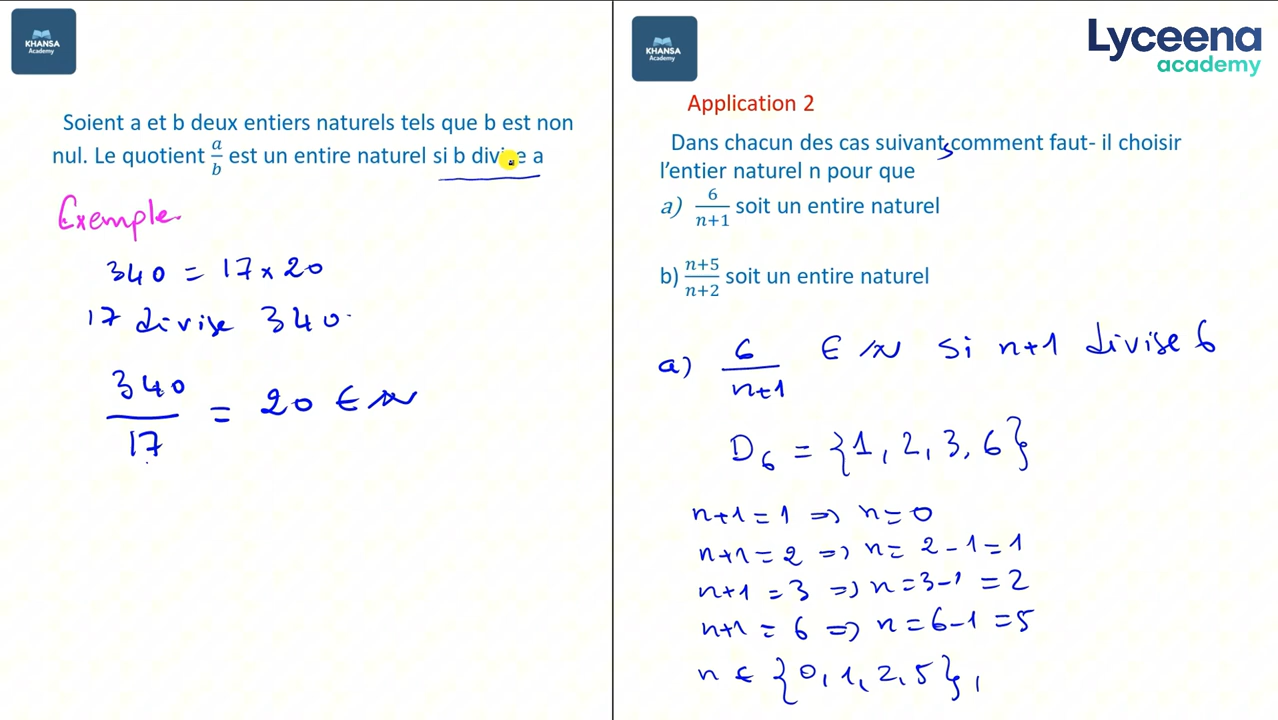 KHANSA
Academy
Soient a et b deux entiers naturels tels que b est non
nul. Le quotient a/b est un entire naturel si b divise a
Exemple.
340 = 17 × 20
17 divise 340.
340/17 = 20 ∈ ℕ
KHANSA
Academy
Lyceena
academy
Application 2
Dans chacun des cas suivants comment faut- il choisir
l’entier naturel n pour que
a) 6/(n+1) soit un entire naturel
b) (n+5)/(n+2) soit un entire naturel
a) 6/(n+1) ∈ ℕ si n+1 divise 6
D₆ = {1, 2, 3, 6}
n+1 = 1 ⇒ n = 0
n+1 = 2 ⇒ n = 2-1 = 1
n+1 = 3 ⇒ n = 3-1 = 2
n+1 = 6 ⇒ n = 6-1 = 5
n ∈ {0, 1, 2, 5},